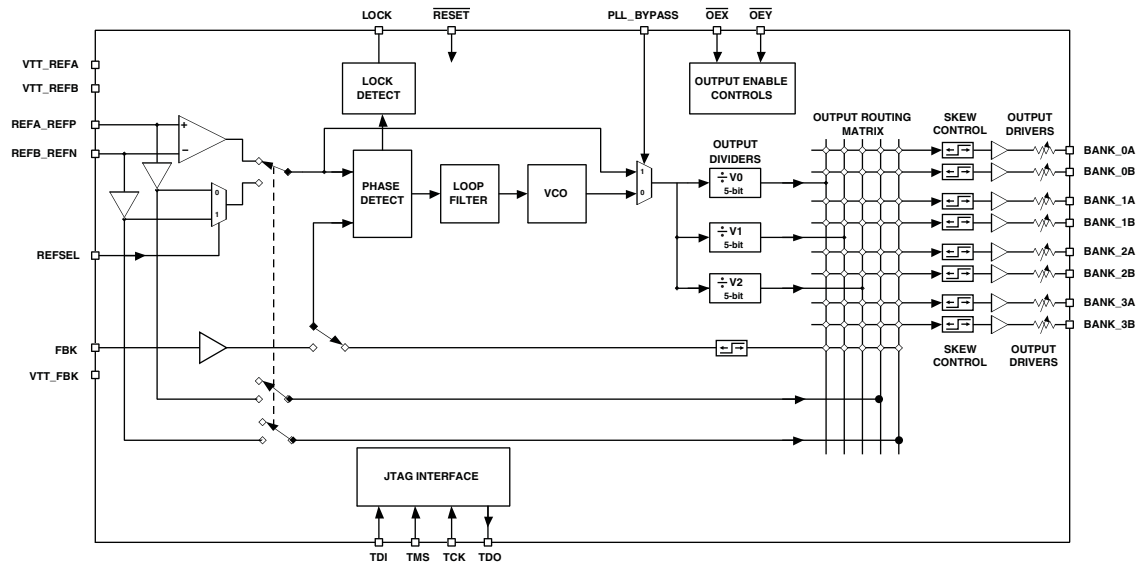 LOCK
RESET
PLL_BYPASS
OEX
OEY
VTT_REFA
VTT_REFB
REFA_REFP
REFB_REFN
REFSEL
FBK
VTT_FBK
+
−
0
1
LOCK
DETECT
PHASE
DETECT
LOOP
FILTER
VCO
1
0
OUTPUT ENABLE
CONTROLS
OUTPUT
DIVIDERS
÷ V0
5-bit
÷ V1
5-bit
÷ V2
5-bit
OUTPUT ROUTING
MATRIX
SKEW
CONTROL
OUTPUT
DRIVERS
BANK_0A
BANK_0B
BANK_1A
BANK_1B
BANK_2A
BANK_2B
BANK_3A
BANK_3B
SKEW
CONTROL
OUTPUT
DRIVERS
JTAG INTERFACE
TDI
TMS
TCK
TDO